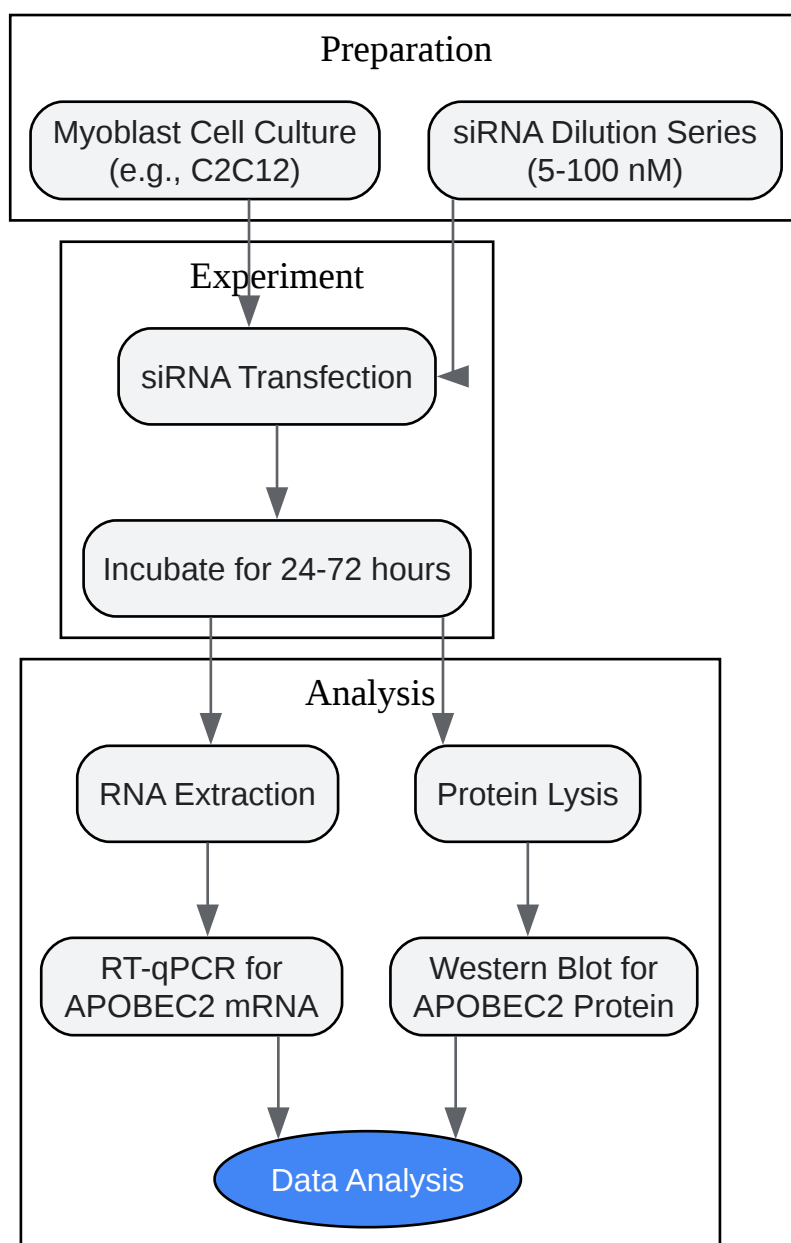 Preparation
Myoblast Cell Culture
(e.g., C2C12)
siRNA Dilution Series
(5-100 nM)
Experiment
siRNA Transfection
Incubate for 24-72 hours
Analysis
RNA Extraction
Protein Lysis
RT-qPCR for
APOBEC2 mRNA
Western Blot for
APOBEC2 Protein
Data Analysis